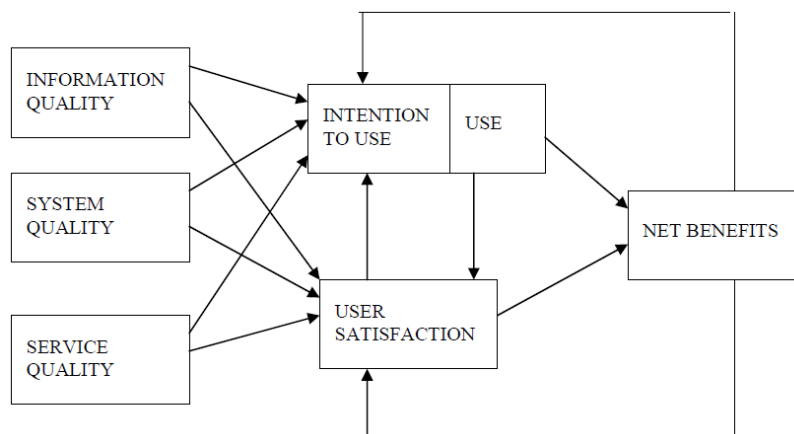 INFORMATION
QUALITY
INTENTION
TO USE
USE
SYSTEM
QUALITY
NET BENEFITS
USER
SATISFACTION
SERVICE
QUALITY